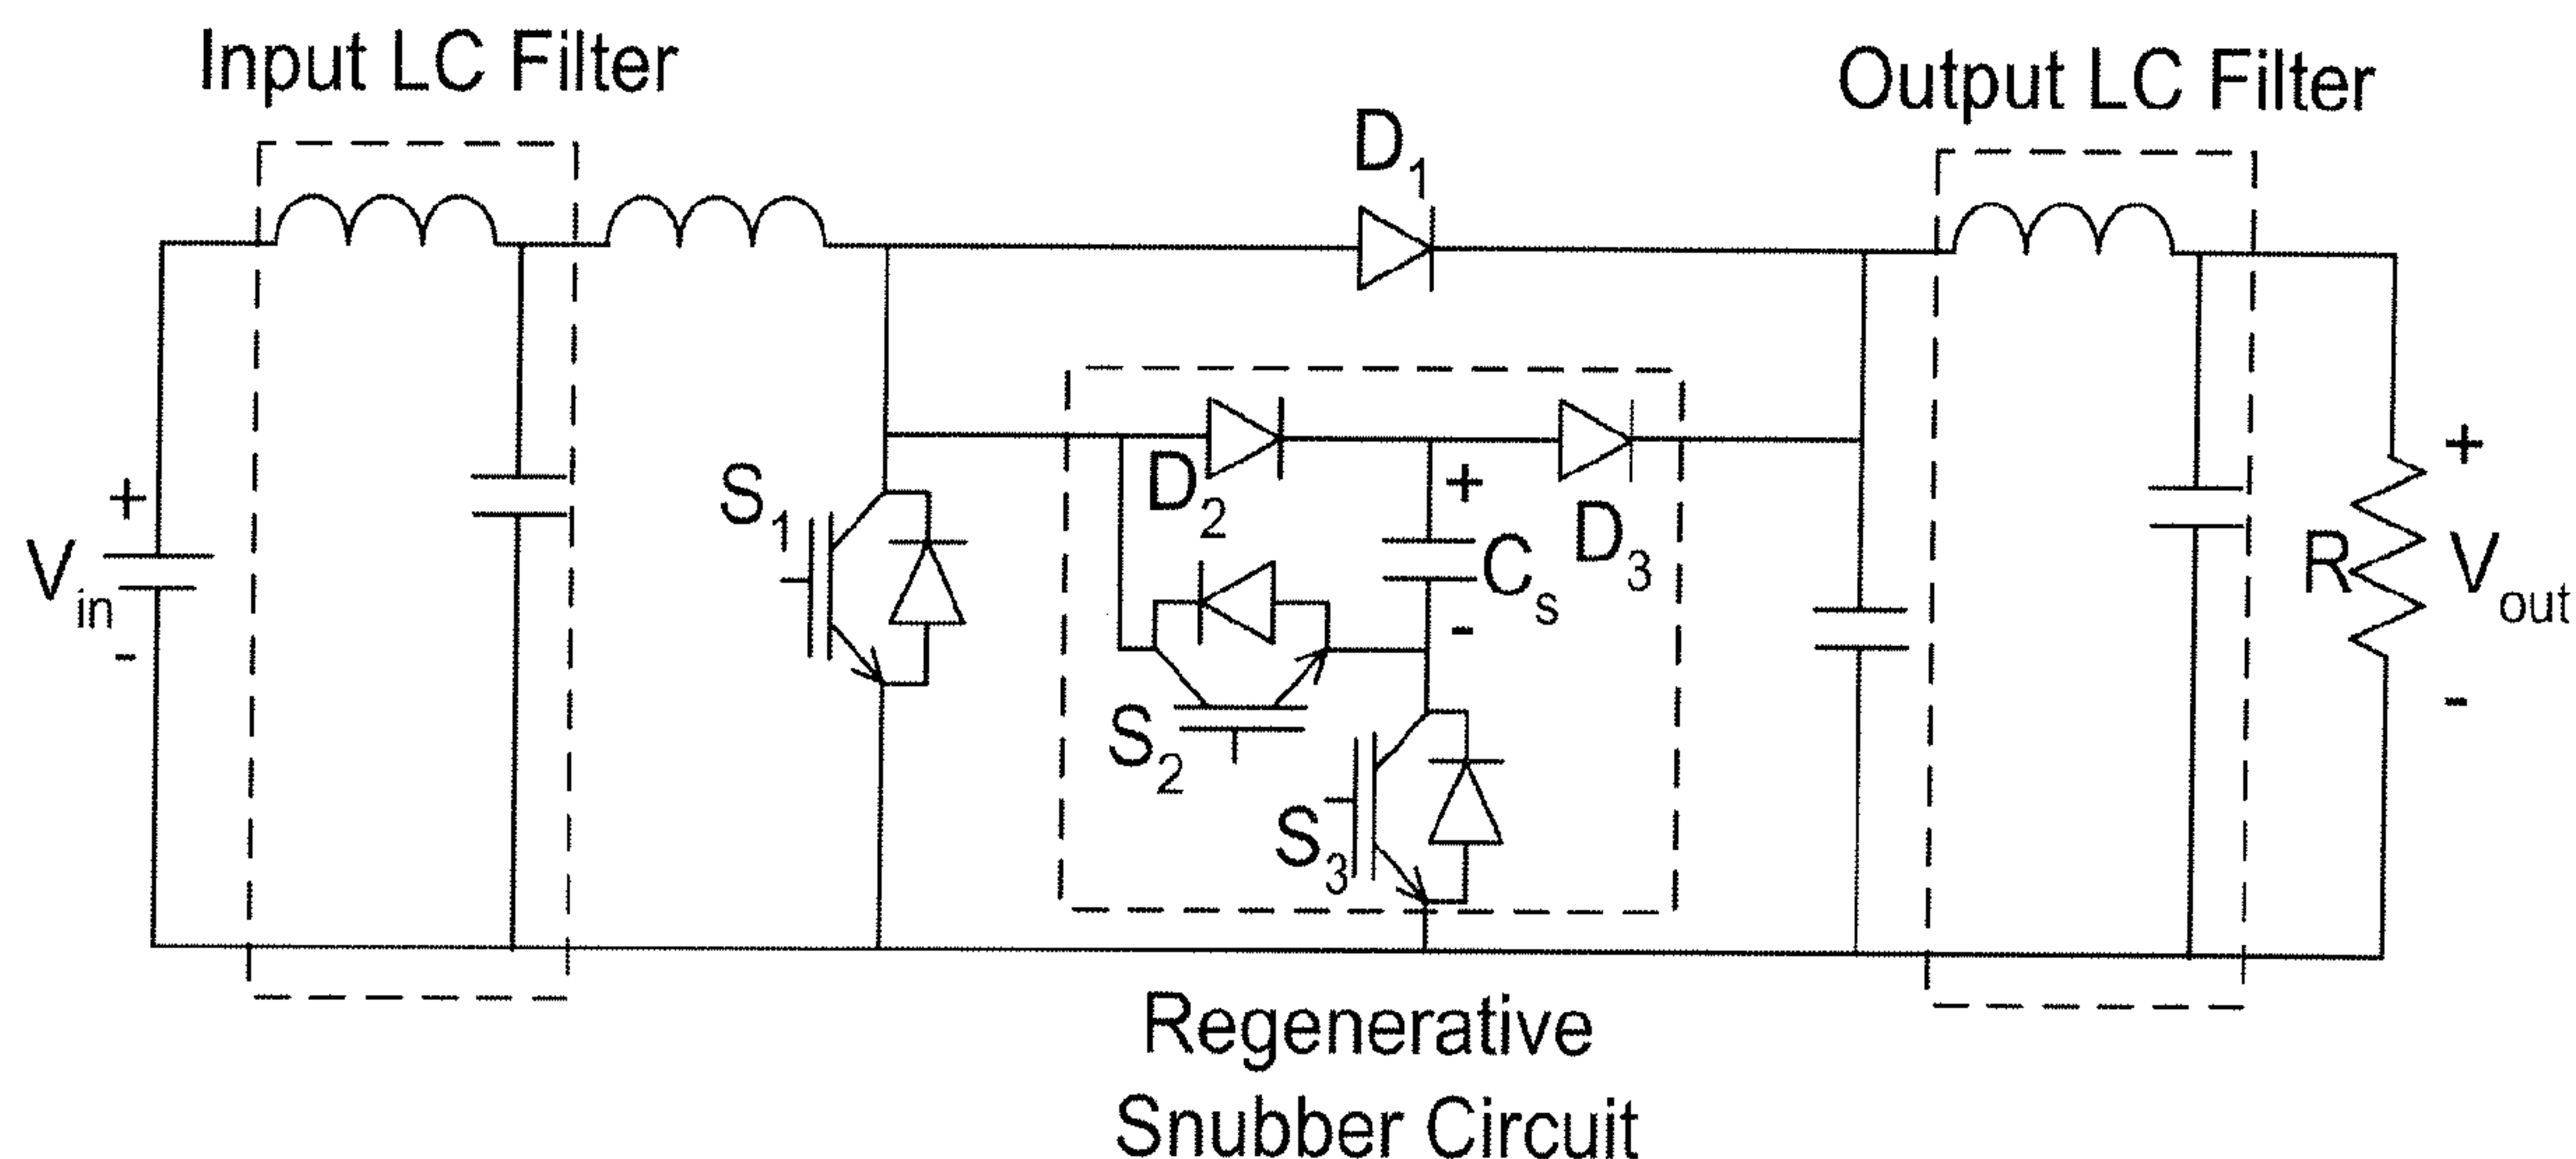 Input LC Filter
Output LC Filter
D1
D2
D3
S1
+
Cs
-
+
Vin
-
S2
S3
R
+
Vout
-
Regenerative
Snubber Circuit